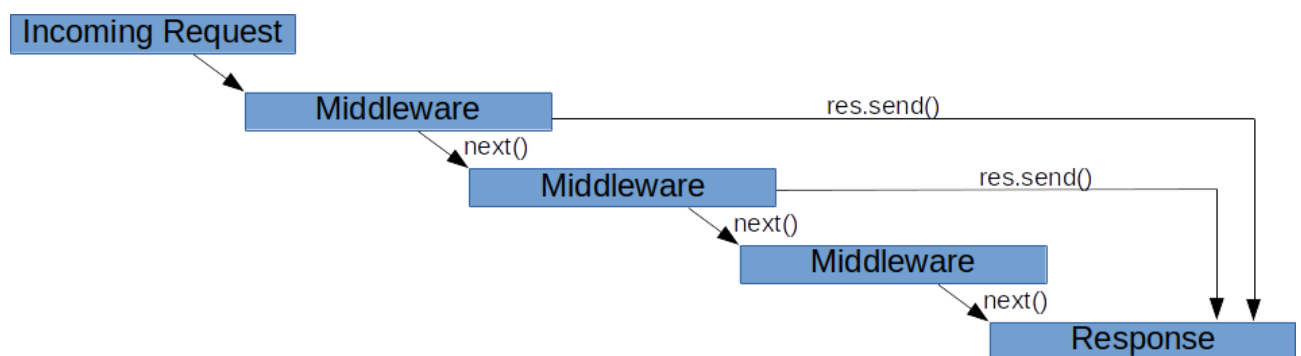 Incoming Request
Middleware
res.send()
next()
Middleware
res.send()
next()
Middleware
next()
Response